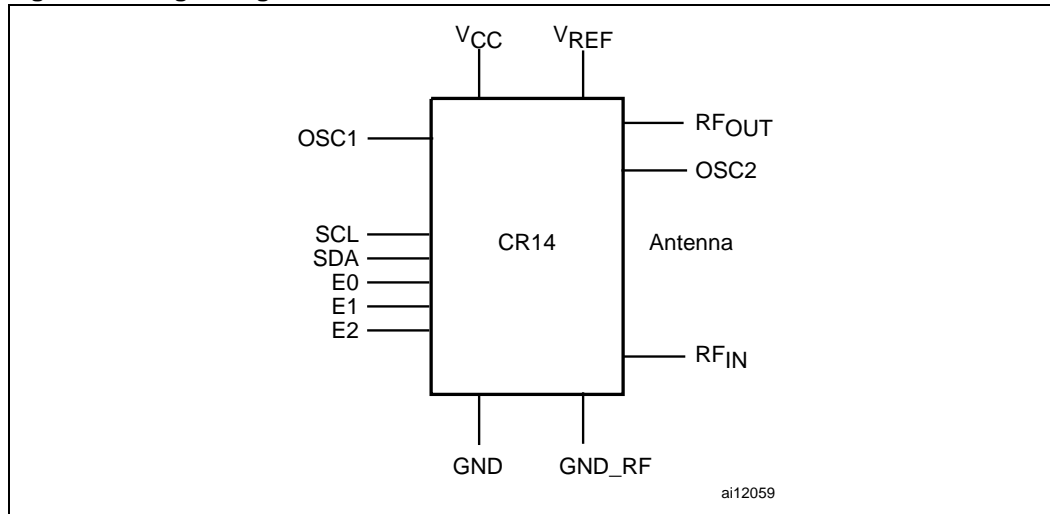 VCC VREF
RFOUT
OSC1
OSC2
SCL
CR14 Antenna
SDA
E0
E1
E2
RFIN
GND GND_RF
ai12059